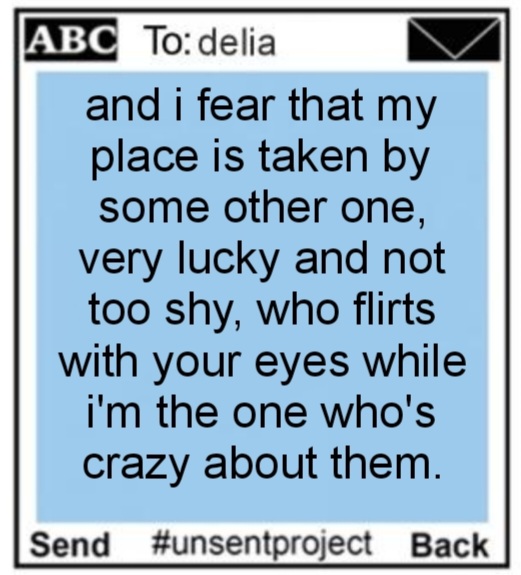 ABC To: delia
and i fear that my
place is taken by
some other one,
very lucky and not
too shy, who flirts
with your eyes while
i'm the one who's
crazy about them.
Send #unsentproject Back